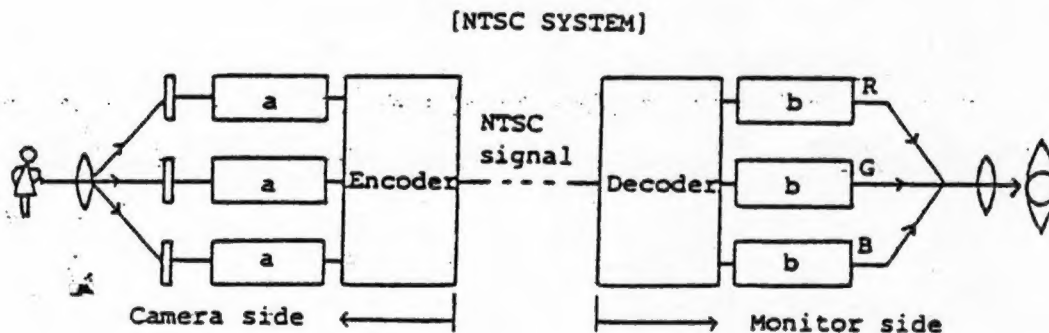 [NTSC SYSTEM]
a
b
R
NTSC
signal
a
Encoder
Decoder
b
G
a
b
B
Camera side
Monitor side